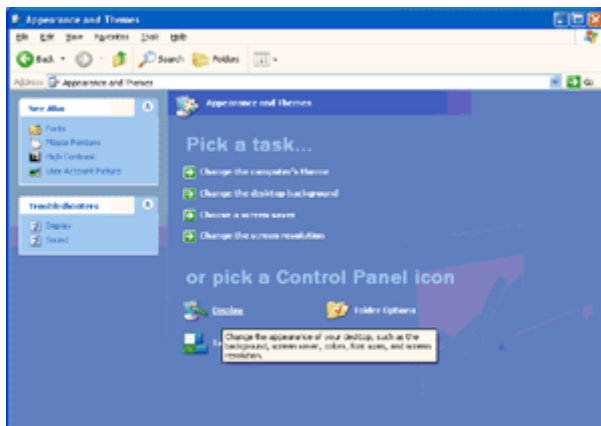 Appearance and Themes
File Edit View Favorites Tools Help
Back Search Folders
Address Appearance and Themes Go
See Also
Fonts
Mouse Pointers
High Contrast
User Account Picture
Troubleshooters
Display
Sound
Appearance and Themes
Pick a task...
Change the computer's theme
Change the desktop background
Choose a screen saver
Change the screen resolution
or pick a Control Panel icon
Display Folder Options
Change the appearance of your desktop, such as the
background, screen saver, colors, font sizes, and screen
resolution.